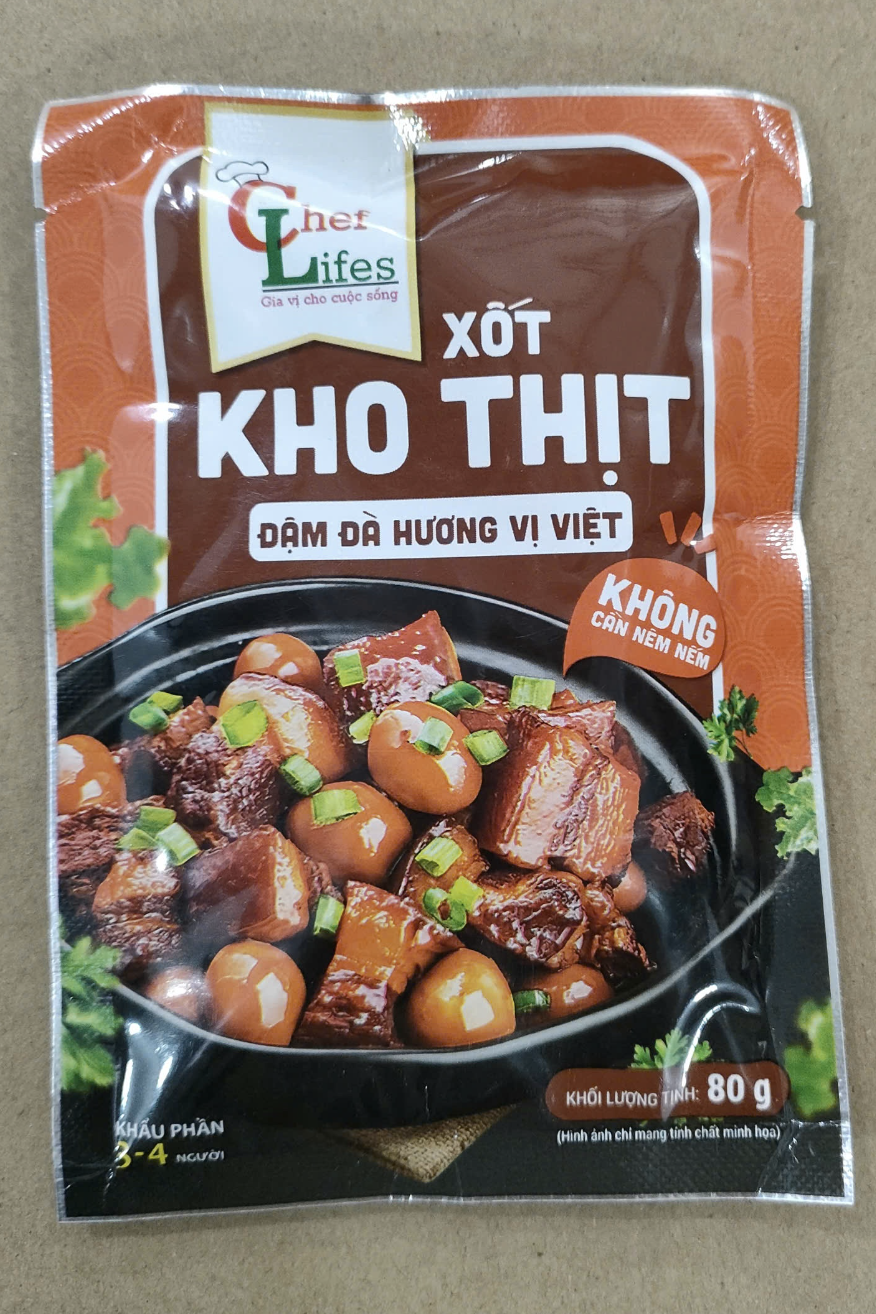 Chef
Lifes
Gia vị cho cuộc sống
XỐT
KHO THỊT
ĐẬM ĐÀ HƯƠNG VỊ VIỆT
KHÔNG
CẦN NÊM NẾM
KHỐI LƯỢNG TỊNH: 80 g
(Hình ảnh chỉ mang tính chất minh họa)
KHẨU PHẦN
3-4 NGƯỜI